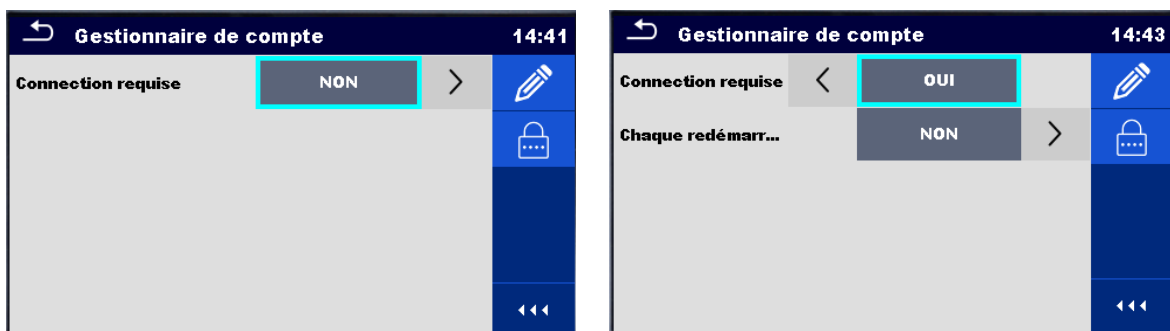 Gestionnaire de compte 14:41
Connection requise NON
Gestionnaire de compte 14:43
Connection requise OUI
Chaque redémarr... NON